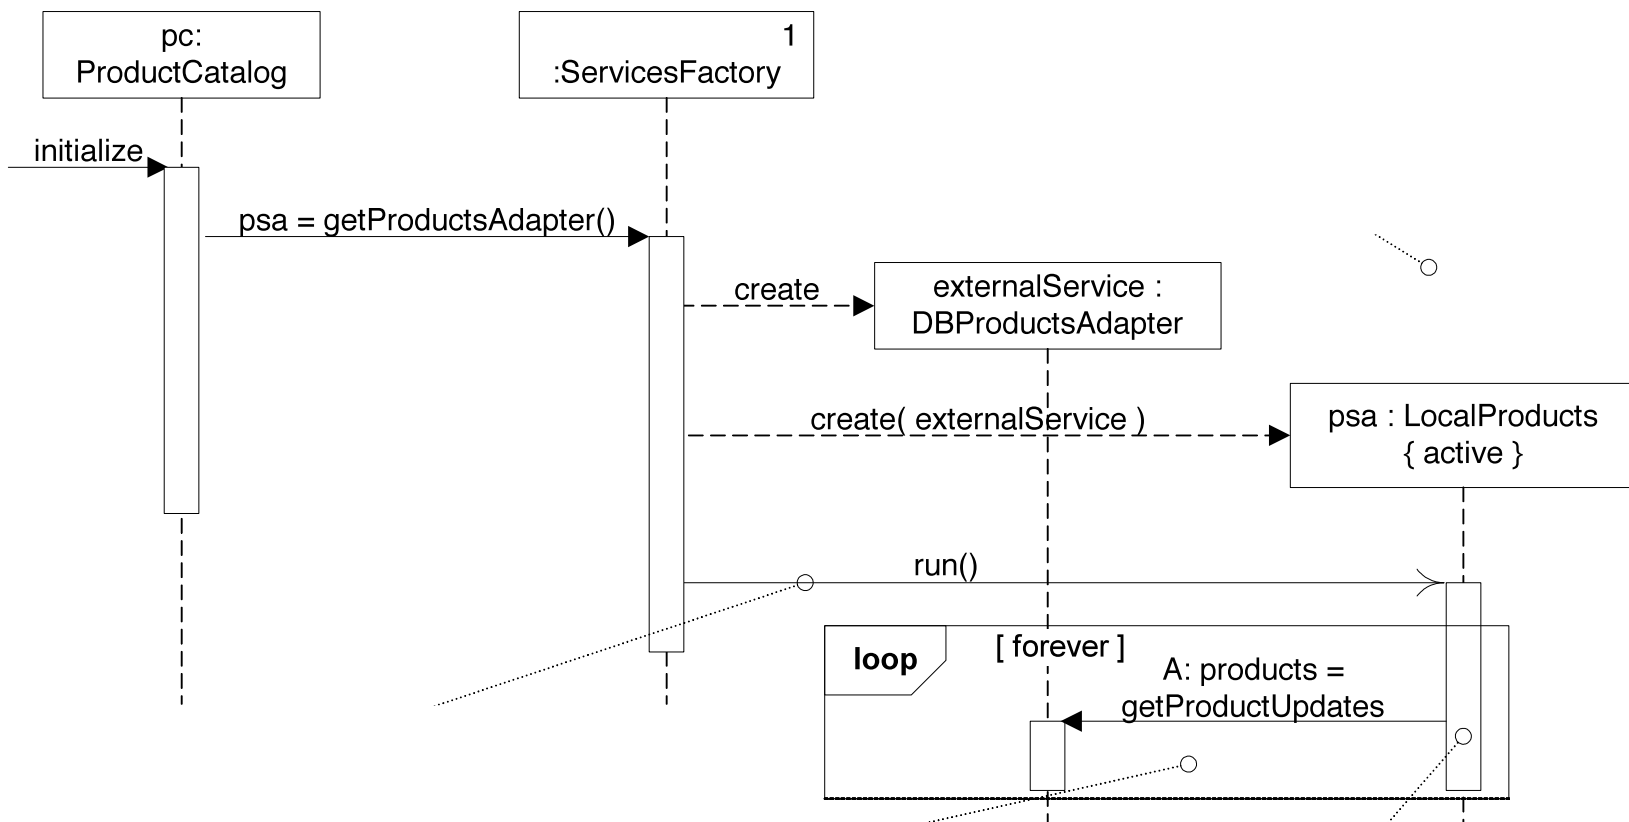 pc:
ProductCatalog
1
:ServicesFactory
initialize
psa = getProductsAdapter()
create
externalService :
DBProductsAdapter
create( externalService )
psa : LocalProducts
{ active }
run()
loop
[ forever ]
A: products =
getProductUpdates